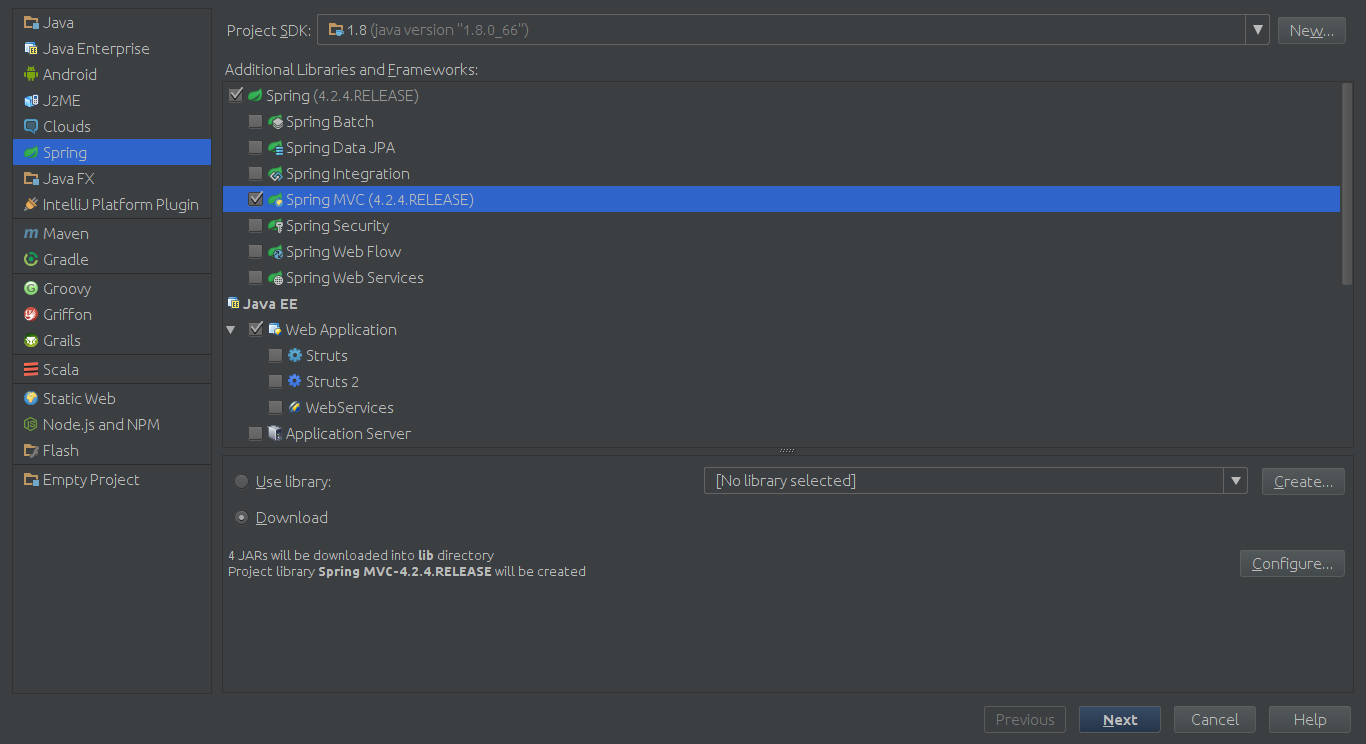 Java
Java Enterprise
Android
J2ME
Clouds
Spring
Java FX
IntelliJ Platform Plugin
Maven
Gradle
Groovy
Griffon
Grails
Scala
Static Web
Node.js and NPM
Flash
Empty Project
Project SDK: 1.8 (java version "1.8.0_66") New...
Additional Libraries and Frameworks:
Spring (4.2.4.RELEASE)
Spring Batch
Spring Data JPA
Spring Integration
Spring MVC (4.2.4.RELEASE)
Spring Security
Spring Web Flow
Spring Web Services
Java EE
Web Application
Struts
Struts 2
WebServices
Application Server
Use library: [No library selected] Create...
Download
4 JARs will be downloaded into lib directory
Project library Spring MVC-4.2.4.RELEASE will be created
Configure...
Previous Next Cancel Help